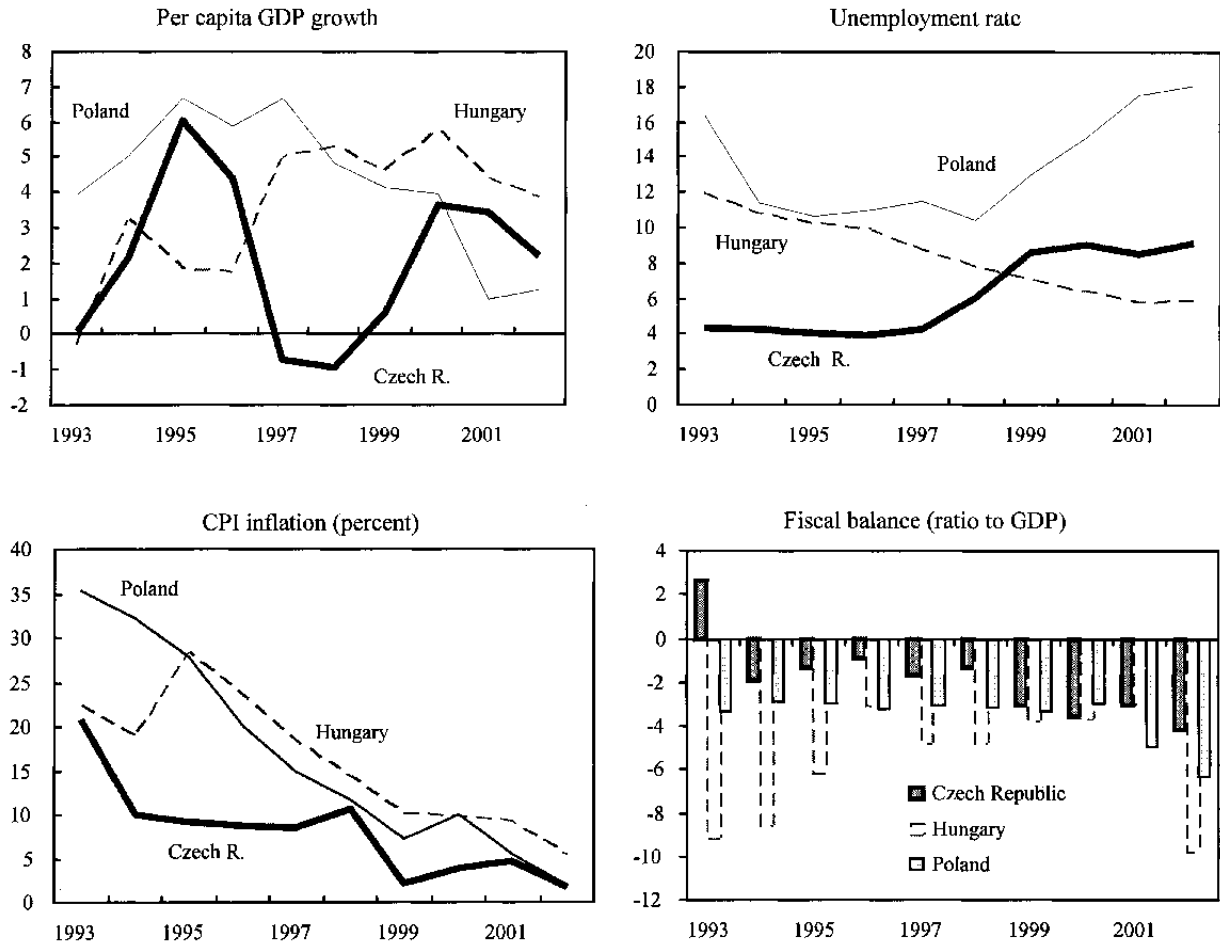 Per capita GDP growth
8
7
6
5
4
3
2
1
0
-1
-2
Poland
Hungary
Czech R.
1993 1995 1997 1999 2001
Unemployment rate
20
18
16
14
12
10
8
6
4
2
0
Poland
Hungary
Czech R.
1993 1995 1997 1999 2001
CPI inflation (percent)
40
35
30
25
20
15
10
5
0
Poland
Hungary
Czech R.
1993 1995 1997 1999 2001
Fiscal balance (ratio to GDP)
4
2
0
-2
-4
-6
-8
-10
-12
Czech Republic
Hungary
Poland
1993 1995 1997 1999 2001